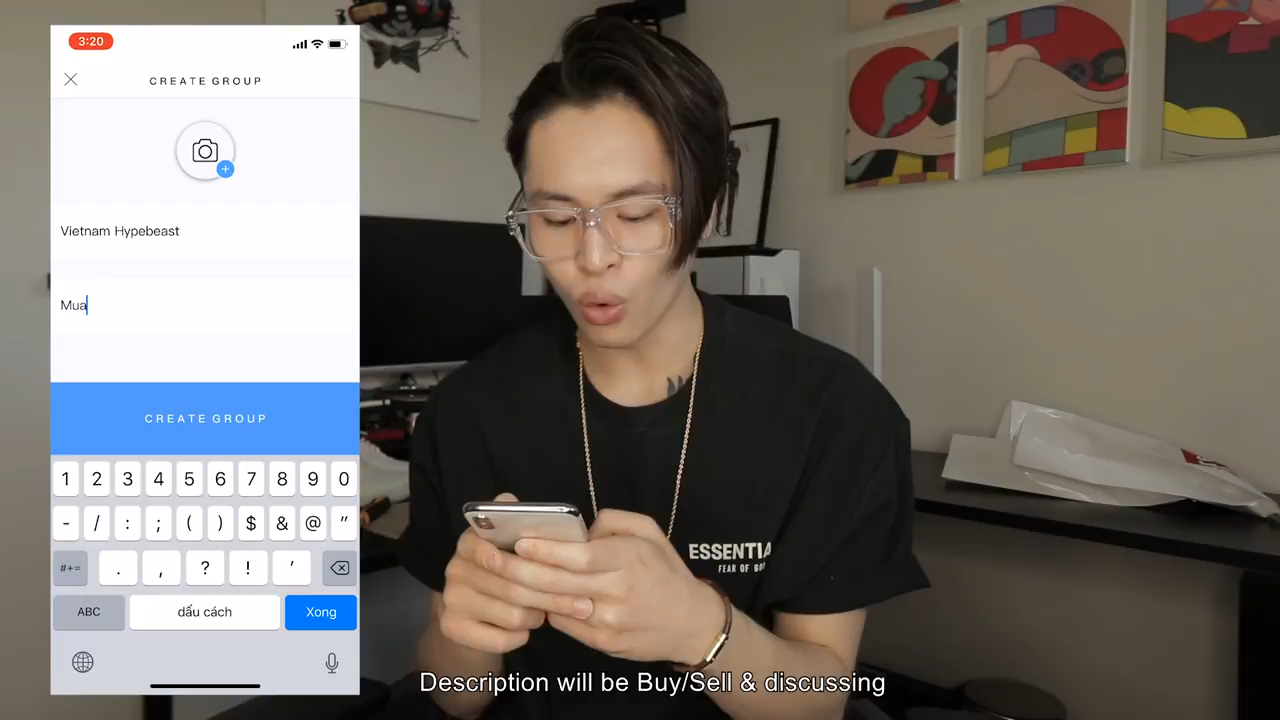 3:20
CREATE GROUP
Vietnam Hypebeast
Mua
CREATE GROUP
1 2 3 4 5 6 7 8 9 0
- / : ; ( ) $ & @ "
#+= . , ? ! '
ABC dấu cách Xong
ESSENTIA
FEAR OF GO
Description will be Buy/Sell & discussing